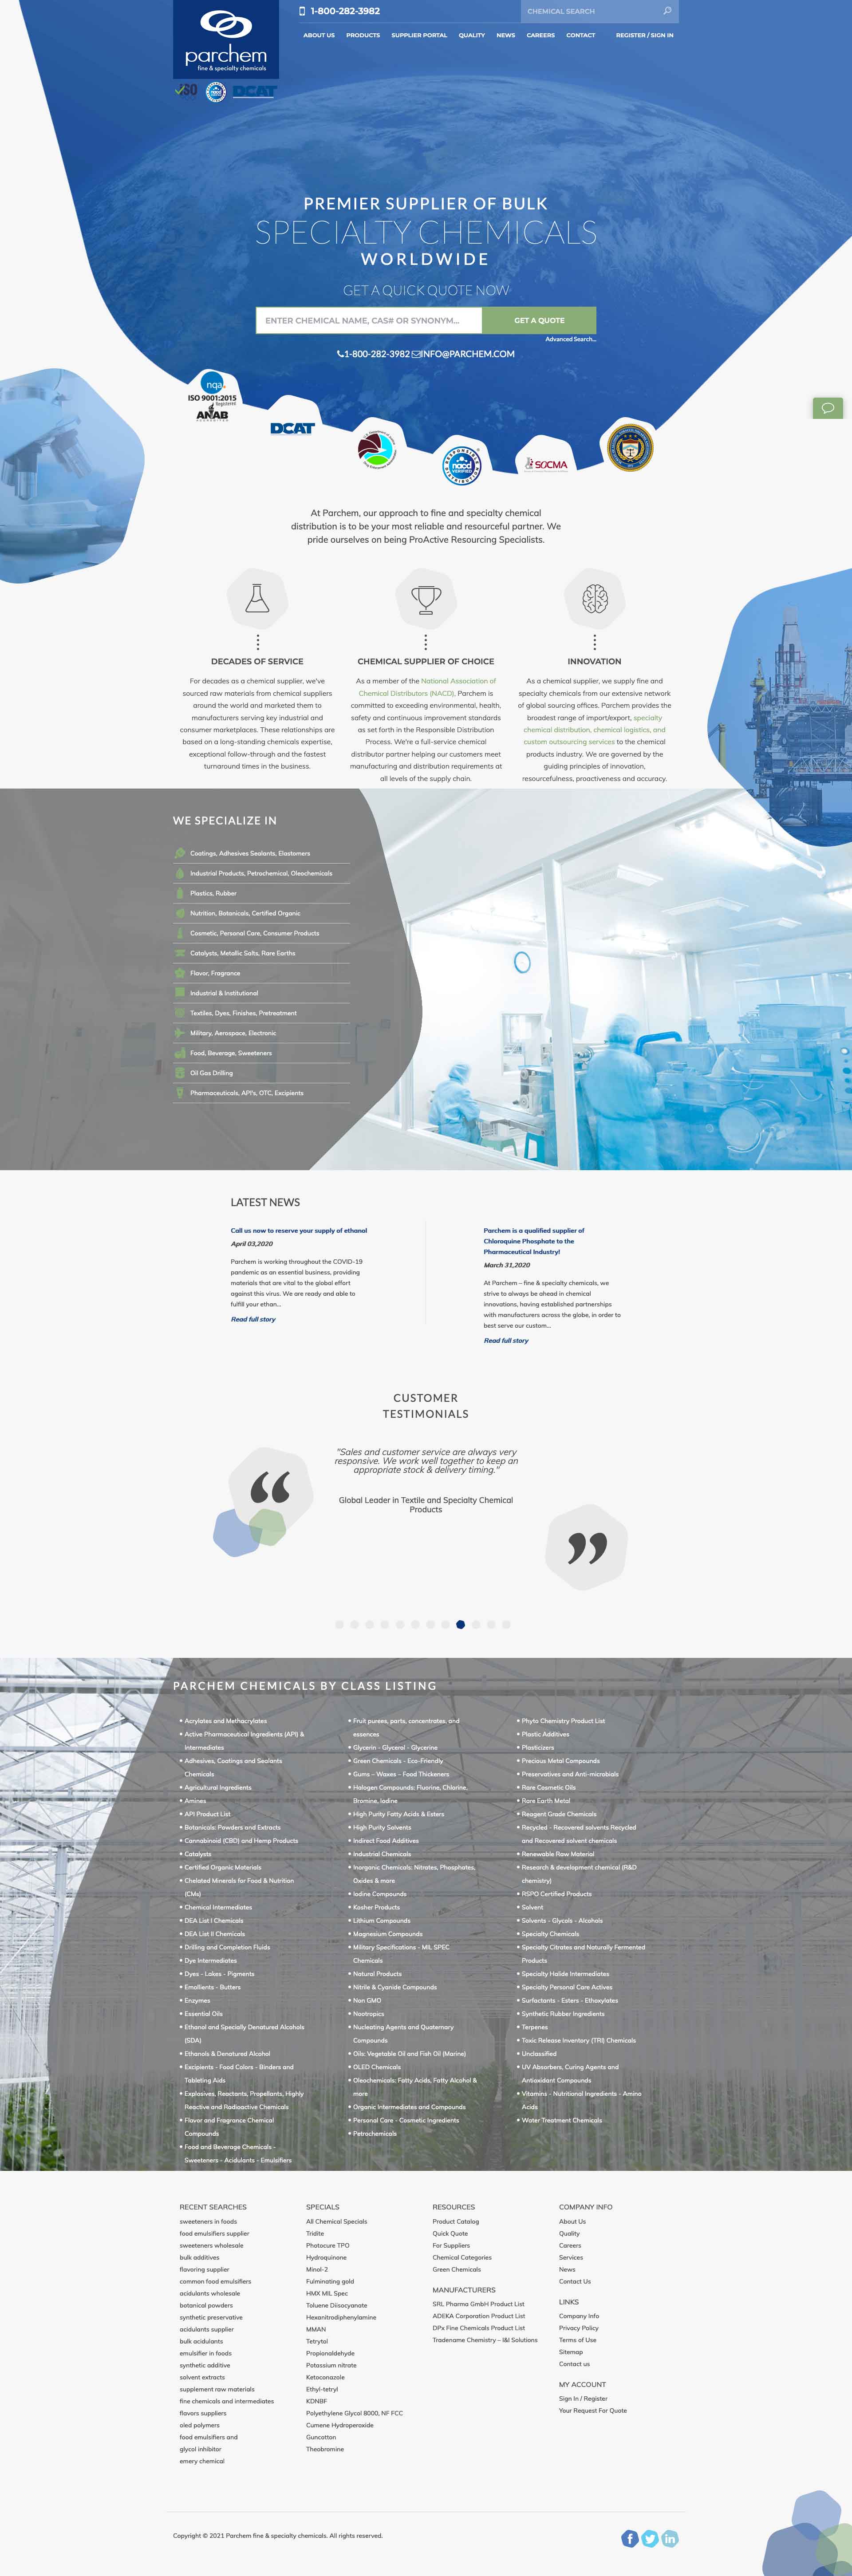 1-800-282-3982
CHEMICAL SEARCH
parchem
fine & specialty chemicals
ABOUT US PRODUCTS SUPPLIER PORTAL QUALITY NEWS CAREERS CONTACT REGISTER / SIGN IN
ISO
DCAT
PREMIER SUPPLIER OF BULK
SPECIALTY CHEMICALS
WORLDWIDE
GET A QUICK QUOTE NOW
ENTER CHEMICAL NAME, CAS# OR SYNONYM...
GET A QUOTE
Advanced Search...
1-800-282-3982 INFO@PARCHEM.COM
nqa.
ISO 9001:2015
Registered
ANAB
ACCREDITED
DCAT
nacd
VERIFIED
SOCMA
At Parchem, our approach to fine and specialty chemical
distribution is to be your most reliable and resourceful partner. We
pride ourselves on being ProActive Resourcing Specialists.
DECADES OF SERVICE
For decades as a chemical supplier, we've
sourced raw materials from chemical suppliers
around the world and marketed them to
manufacturers serving key industrial and
consumer marketplaces. These relationships are
based on a long-standing chemicals expertise,
exceptional follow-through and the fastest
turnaround times in the business.
CHEMICAL SUPPLIER OF CHOICE
As a member of the National Association of
Chemical Distributors (NACD), Parchem is
committed to exceeding environmental, health,
safety and continuous improvement standards
as set forth in the Responsible Distribution
Process. We're a full-service chemical
distributor partner helping our customers meet
manufacturing and distribution requirements at
all levels of the supply chain.
INNOVATION
As a chemical supplier, we supply fine and
specialty chemicals from our extensive network
of global sourcing offices. Parchem provides the
broadest range of import/export, specialty
chemical distribution, chemical logistics, and
custom outsourcing services to the chemical
products industry. We are governed by the
guiding principles of innovation,
resourcefulness, proactiveness and accuracy.
WE SPECIALIZE IN
Coatings, Adhesives Sealants, Elastomers
Industrial Products, Petrochemical, Oleochemicals
Plastics, Rubber
Nutrition, Botanicals, Certified Organic
Cosmetic, Personal Care, Consumer Products
Catalysts, Metallic Salts, Rare Earths
Flavor, Fragrance
Industrial & Institutional
Textiles, Dyes, Finishes, Pretreatment
Military, Aerospace, Electronic
Food, Beverage, Sweeteners
Oil Gas Drilling
Pharmaceuticals, API's, OTC, Excipients
LATEST NEWS
Call us now to reserve your supply of ethanol
April 03,2020
Parchem is working throughout the COVID-19
pandemic as an essential business, providing
materials that are vital to the global effort
against this virus. We are ready and able to
fulfill your ethan...
Read full story
Parchem is a qualified supplier of
Chloroquine Phosphate to the
Pharmaceutical Industry!
March 31,2020
At Parchem – fine & specialty chemicals, we
strive to always be ahead in chemical
innovations, having established partnerships
with manufacturers across the globe, in order to
best serve our custom...
Read full story
CUSTOMER
TESTIMONIALS
"Sales and customer service are always very
responsive. We work well together to keep an
appropriate stock & delivery timing."
Global Leader in Textile and Specialty Chemical
Products
PARCHEM CHEMICALS BY CLASS LISTING
Acrylates and Methacrylates
Active Pharmaceutical Ingredients (API) &
Intermediates
Adhesives, Coatings and Sealants
Chemicals
Agricultural Ingredients
Amines
API Product List
Botanicals: Powders and Extracts
Cannabinoid (CBD) and Hemp Products
Catalysts
Certified Organic Materials
Chelated Minerals for Food & Nutrition
(CMs)
Chemical Intermediates
DEA List I Chemicals
DEA List II Chemicals
Drilling and Completion Fluids
Dye Intermediates
Dyes - Lakes - Pigments
Emollients - Butters
Enzymes
Essential Oils
Ethanol and Specially Denatured Alcohols
(SDA)
Ethanols & Denatured Alcohol
Excipients - Food Colors - Binders and
Tableting Aids
Explosives, Reactants, Propellants, Highly
Reactive and Radioactive Chemicals
Flavor and Fragrance Chemical
Compounds
Food and Beverage Chemicals -
Sweeteners - Acidulants - Emulsifiers
Fruit purees, parts, concentrates, and
essences
Glycerin - Glycerol - Glycerine
Green Chemicals - Eco-Friendly
Gums – Waxes – Food Thickeners
Halogen Compounds: Fluorine, Chlorine,
Bromine, Iodine
High Purity Fatty Acids & Esters
High Purity Solvents
Indirect Food Additives
Industrial Chemicals
Inorganic Chemicals: Nitrates, Phosphates,
Oxides & more
Iodine Compounds
Kosher Products
Lithium Compounds
Magnesium Compounds
Military Specifications - MIL SPEC
Chemicals
Natural Products
Nitrile & Cyanide Compounds
Non GMO
Nootropics
Nucleating Agents and Quaternary
Compounds
Oils: Vegetable Oil and Fish Oil (Marine)
OLED Chemicals
Oleochemicals: Fatty Acids, Fatty Alcohol &
more
Organic Intermediates and Compounds
Personal Care - Cosmetic Ingredients
Petrochemicals
Phyto Chemistry Product List
Plastic Additives
Plasticizers
Precious Metal Compounds
Preservatives and Anti-microbials
Rare Cosmetic Oils
Rare Earth Metal
Reagent Grade Chemicals
Recycled - Recovered solvents Recycled
and Recovered solvent chemicals
Renewable Raw Material
Research & development chemical (R&D
chemistry)
RSPO Certified Products
Solvent
Solvents - Glycols - Alcohols
Specialty Chemicals
Specialty Citrates and Naturally Fermented
Products
Specialty Halide Intermediates
Specialty Personal Care Actives
Surfactants - Esters - Ethoxylates
Synthetic Rubber Ingredients
Terpenes
Toxic Release Inventory (TRI) Chemicals
Unclassified
UV Absorbers, Curing Agents and
Antioxidant Compounds
Vitamins - Nutritional Ingredients - Amino
Acids
Water Treatment Chemicals
RECENT SEARCHES
sweeteners in foods
food emulsifiers supplier
sweeteners wholesale
bulk additives
flavoring supplier
common food emulsifiers
acidulants wholesale
botanical powders
synthetic preservative
acidulants supplier
bulk acidulants
emulsifier in foods
synthetic additive
solvent extracts
supplement raw materials
fine chemicals and intermediates
flavors suppliers
oled polymers
food emulsifiers and
glycol inhibitor
emery chemical
SPECIALS
All Chemical Specials
Tridite
Photocure TPO
Hydroquinone
Minol-2
Fulminating gold
HMX MIL Spec
Toluene Diisocyanate
Hexanitrodiphenylamine
MMAN
Tetrytol
Propionaldehyde
Potassium nitrate
Ketoconazole
Ethyl-tetryl
KDNBF
Polyethylene Glycol 8000, NF FCC
Cumene Hydroperoxide
Guncotton
Theobromine
RESOURCES
Product Catalog
Quick Quote
For Suppliers
Chemical Categories
Green Chemicals
MANUFACTURERS
SRL Pharma GmbH Product List
ADEKA Corporation Product List
DPx Fine Chemicals Product List
Tradename Chemistry – I&I Solutions
COMPANY INFO
About Us
Quality
Careers
Services
News
Contact Us
LINKS
Company Info
Privacy Policy
Terms of Use
Sitemap
Contact us
MY ACCOUNT
Sign In / Register
Your Request For Quote
Copyright © 2021 Parchem fine & specialty chemicals. All rights reserved.